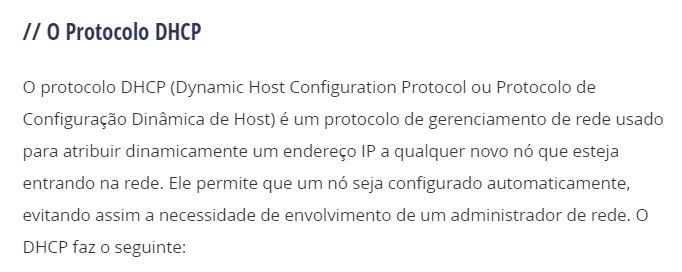 // O Protocolo DHCP
O protocolo DHCP (Dynamic Host Configuration Protocol ou Protocolo de
Configuração Dinâmica de Host) é um protocolo de gerenciamento de rede usado
para atribuir dinamicamente um endereço IP a qualquer novo nó que esteja
entrando na rede. Ele permite que um nó seja configurado automaticamente,
evitando assim a necessidade de envolvimento de um administrador de rede. O
DHCP faz o seguinte: